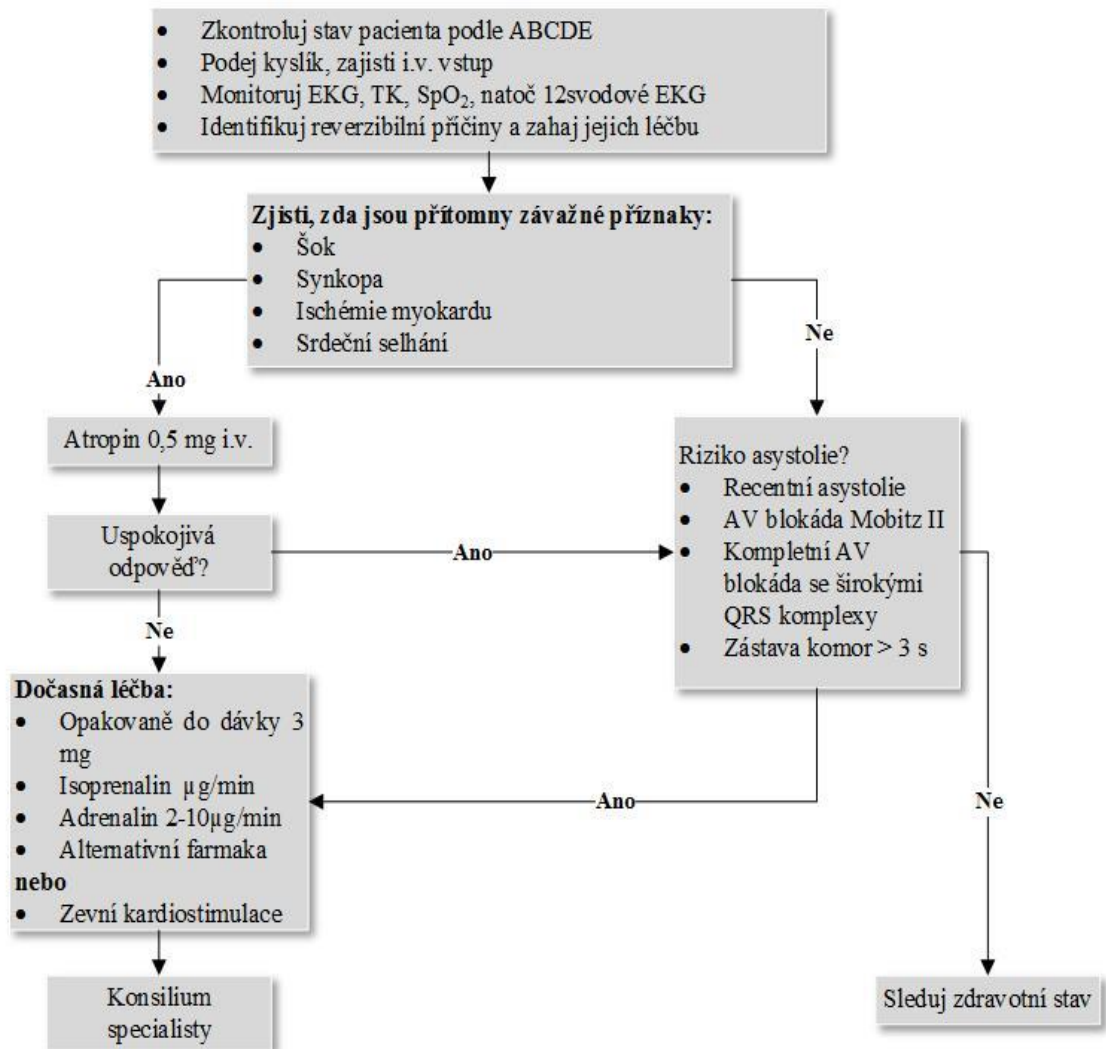 • Zkontroluj stav pacienta podle ABCDE
• Podej kyslík, zajisti i.v. vstup
• Monitoruj EKG, TK, SpO₂, natoč 12svodové EKG
• Identifikuj reverzibilní příčiny a zahaj jejich léčbu
Zjisti, zda jsou přítomny závažné příznaky:
• Šok
• Synkopa
• Ischémie myokardu
• Srdeční selhání
Ano
Ne
Atropin 0,5 mg i.v.
Uspokojivá
odpověď?
Ano
Riziko asystolie?
• Recentní asystolie
• AV blokáda Mobitz II
• Kompletní AV
blokáda se širokými
QRS komplexy
• Zástava komor > 3 s
Ne
Dočasná léčba:
• Opakovaně do dávky 3
mg
• Isoprenalin µg/min
• Adrenalin 2-10µg/min
• Alternativní farmaka
nebo
• Zevní kardiostimulace
Ano
Ne
Konsilium
specialisty
Sleduj zdravotní stav